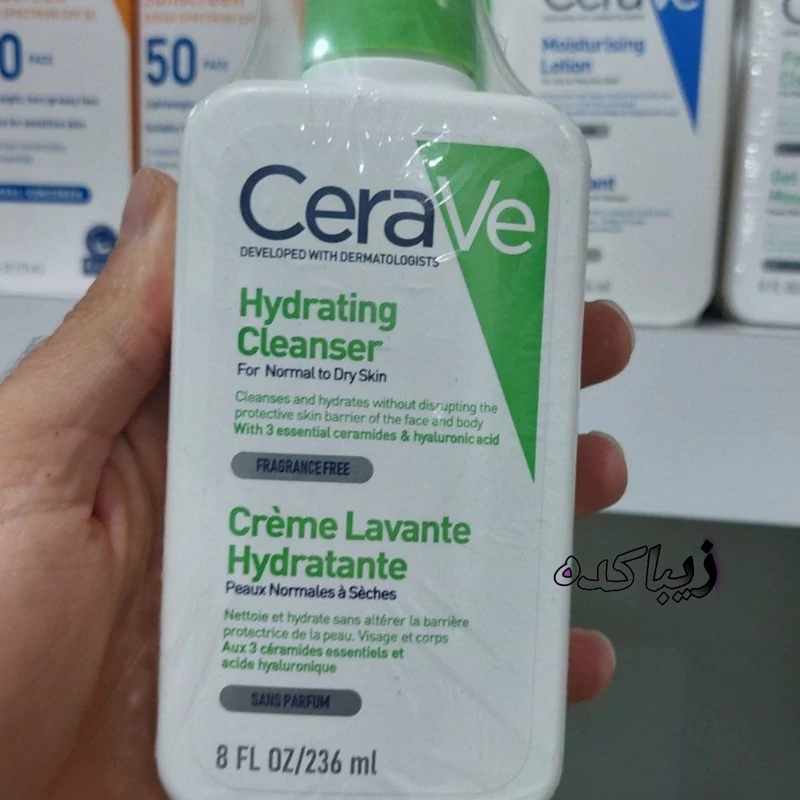 50
CeraVe
Moisturising
Lotion
CeraVe
DEVELOPED WITH DERMATOLOGISTS
Hydrating
Cleanser
For Normal to Dry Skin
Cleanses and hydrates without disrupting the
protective skin barrier of the face and body
With 3 essential ceramides & hyaluronic acid
FRAGRANCE FREE
Crème Lavante
Hydratante
Peaux Normales à Sèches
Nettoie et hydrate sans altérer la barrière
protectrice de la peau. Visage et corps
Aux 3 céramides essentiels et
acide hyaluronique
SANS PARFUM
8 FL OZ/236 ml
زیباکده